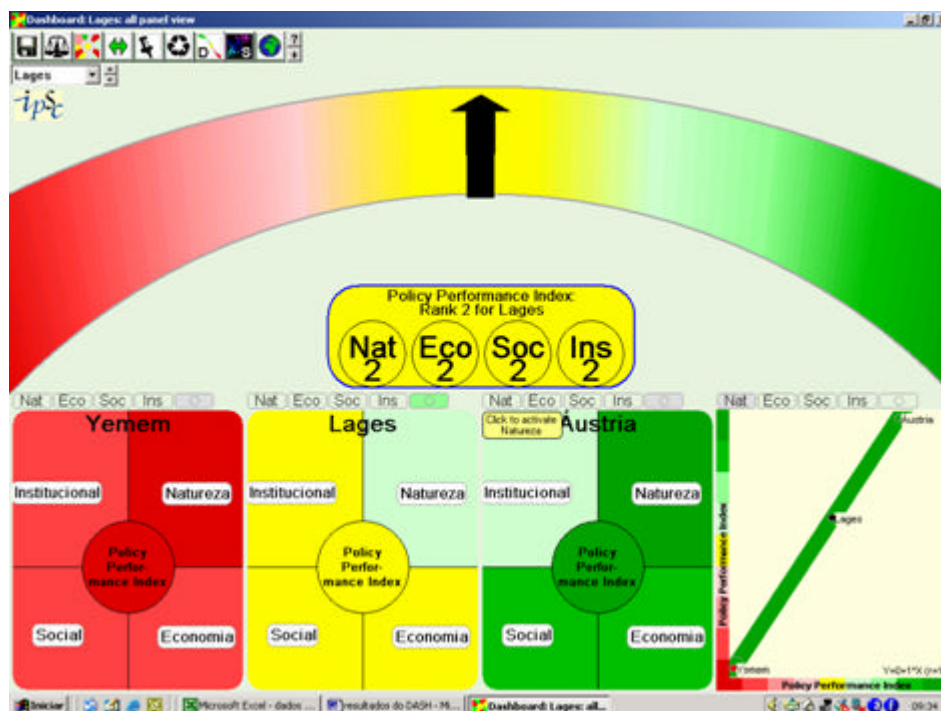 Dashboard: Lages: all panel view
D
S
?
Lages
ipsc
Policy Performance Index:
Rank 2 for Lages
Nat Eco Soc Ins
2 2 2 2
Nat Eco Soc Ins
Nat Eco Soc Ins
Nat Eco Soc Ins
Nat Eco Soc Ins
Yemem
Institucional
Natureza
Policy
Perfor-
mance Index
Social
Economia
Lages
Institucional
Natureza
Policy
Perfor-
mance Index
Social
Economia
Click to activate
Natureza
Áustria
Institucional
Natureza
Policy
Perfor-
mance Index
Social
Economia
Áustria
Lages
Yemem
Policy Performance Index
Policy Performance Index
Iniciar
Microsoft Excel - dados ...
resultados do DASH - Mi...
Dashboard: Lages: all...
09:34